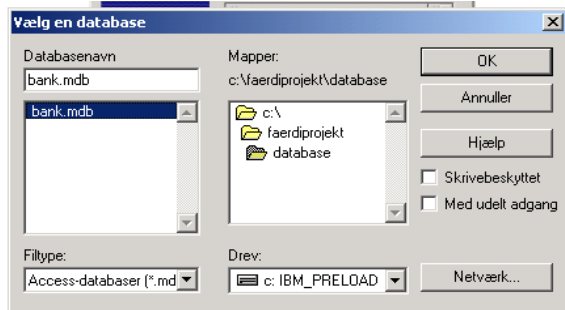 Vælg en database
Databasenavn
bank.mdb
bank.mdb
Filtype:
Access-databaser (*.md
Mapper:
c:\faerdiprojekt\database
c:\
faerdiprojekt
database
Drev:
c: IBM_PRELOAD
OK
Annuller
Hjælp
Skrivebeskyttet
Med udelt adgang
Netværk...